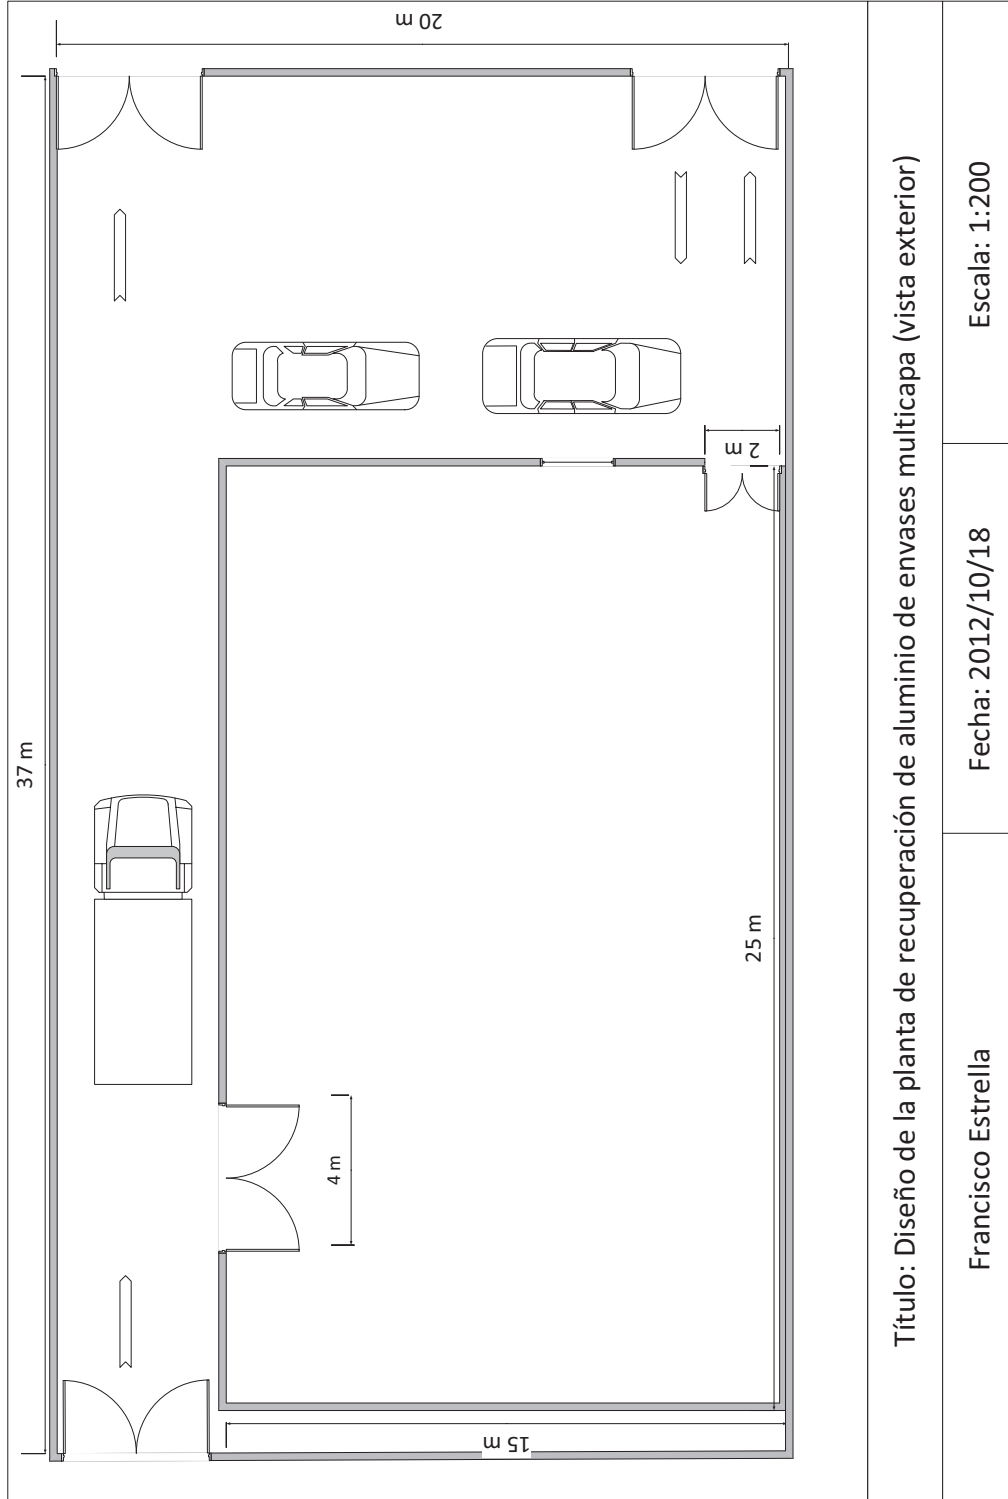 20 m
37 m
2 m
25 m
4 m
15 m
Título: Diseño de la planta de recuperación de aluminio de envases multicapa (vista exterior)
Francisco Estrella
Fecha: 2012/10/18
Escala: 1:200